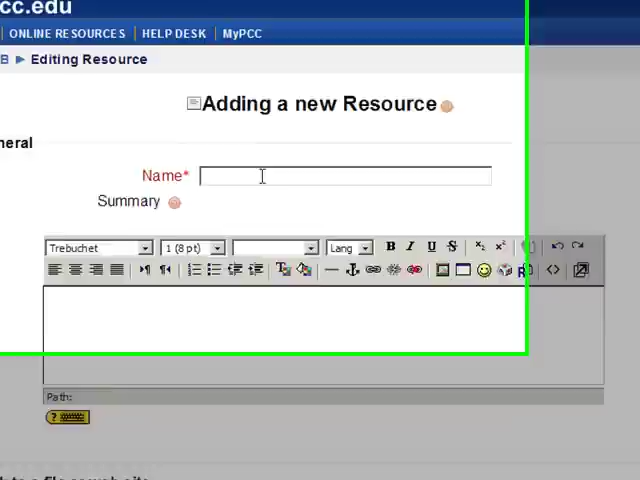 cc.edu
ONLINE RESOURCES | HELP DESK | MyPCC
B ► Editing Resource
Adding a new Resource
neral
Name*
Summary
Trebuchet 1 (8 pt) Lang B I U S
Path:
?